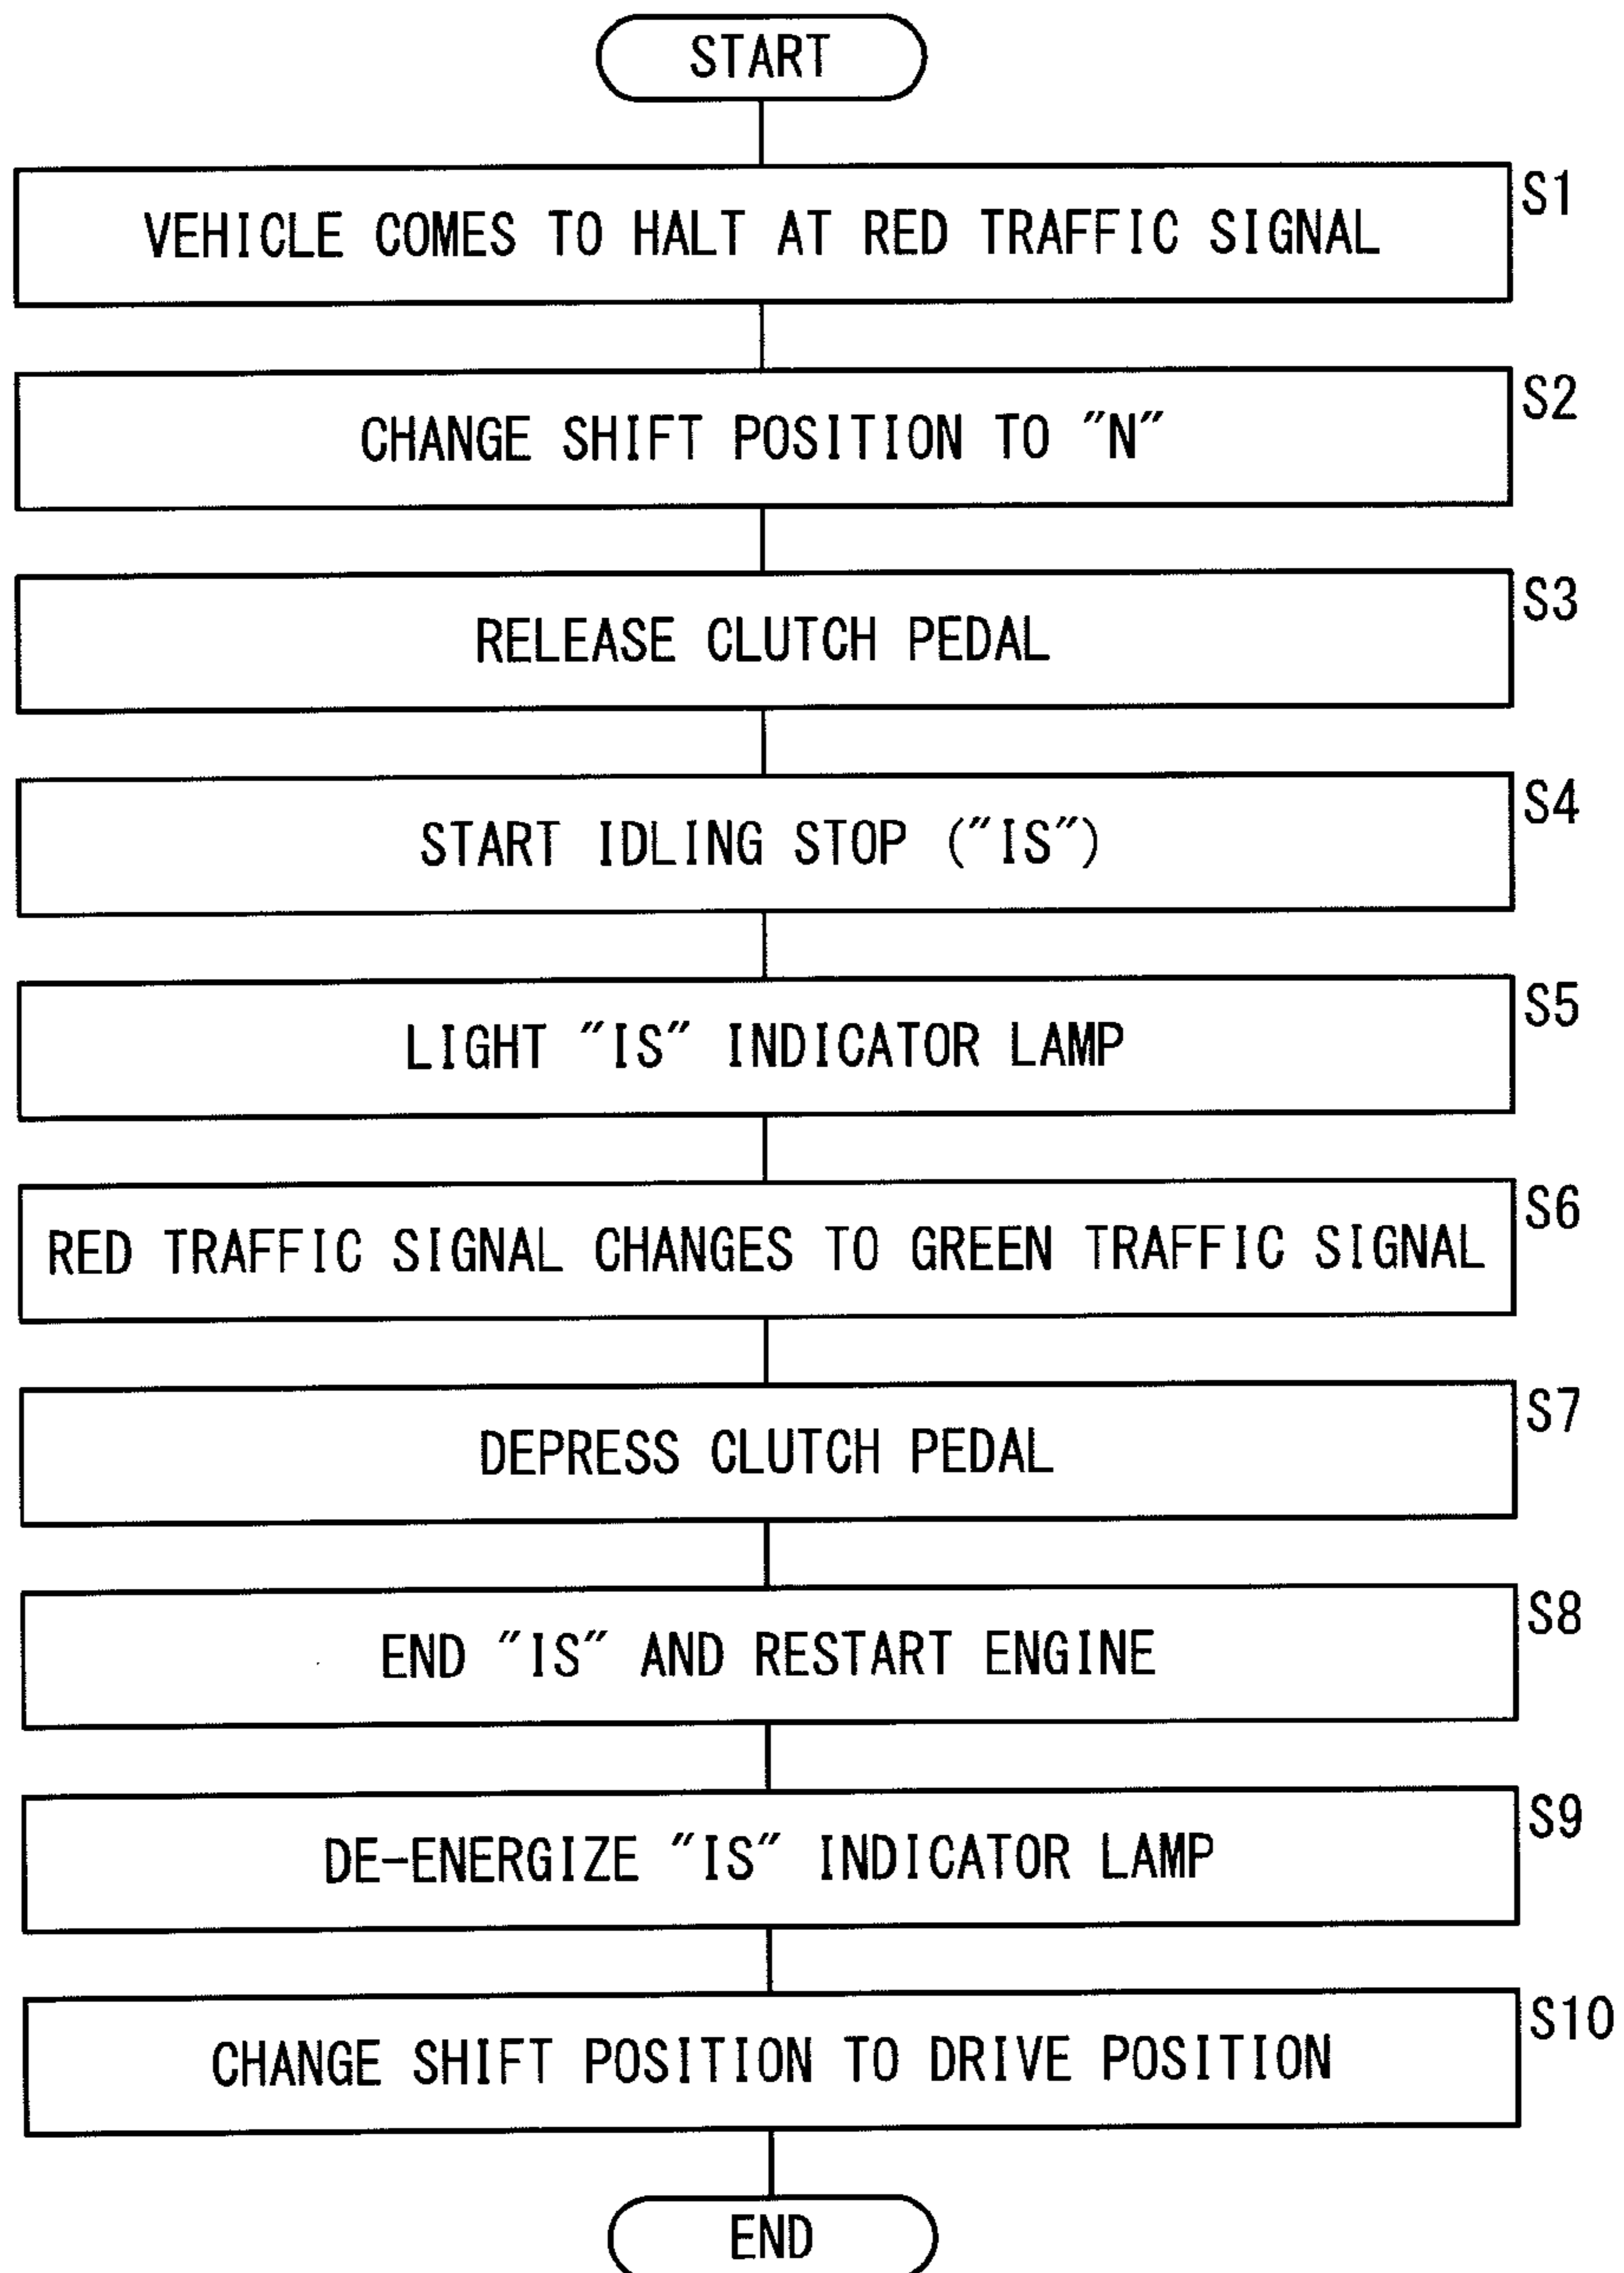 START
S1
VEHICLE COMES TO HALT AT RED TRAFFIC SIGNAL
S2
CHANGE SHIFT POSITION TO "N"
S3
RELEASE CLUTCH PEDAL
S4
START IDLING STOP ("IS")
S5
LIGHT "IS" INDICATOR LAMP
S6
RED TRAFFIC SIGNAL CHANGES TO GREEN TRAFFIC SIGNAL
S7
DEPRESS CLUTCH PEDAL
S8
END "IS" AND RESTART ENGINE
S9
DE-ENERGIZE "IS" INDICATOR LAMP
S10
CHANGE SHIFT POSITION TO DRIVE POSITION
END